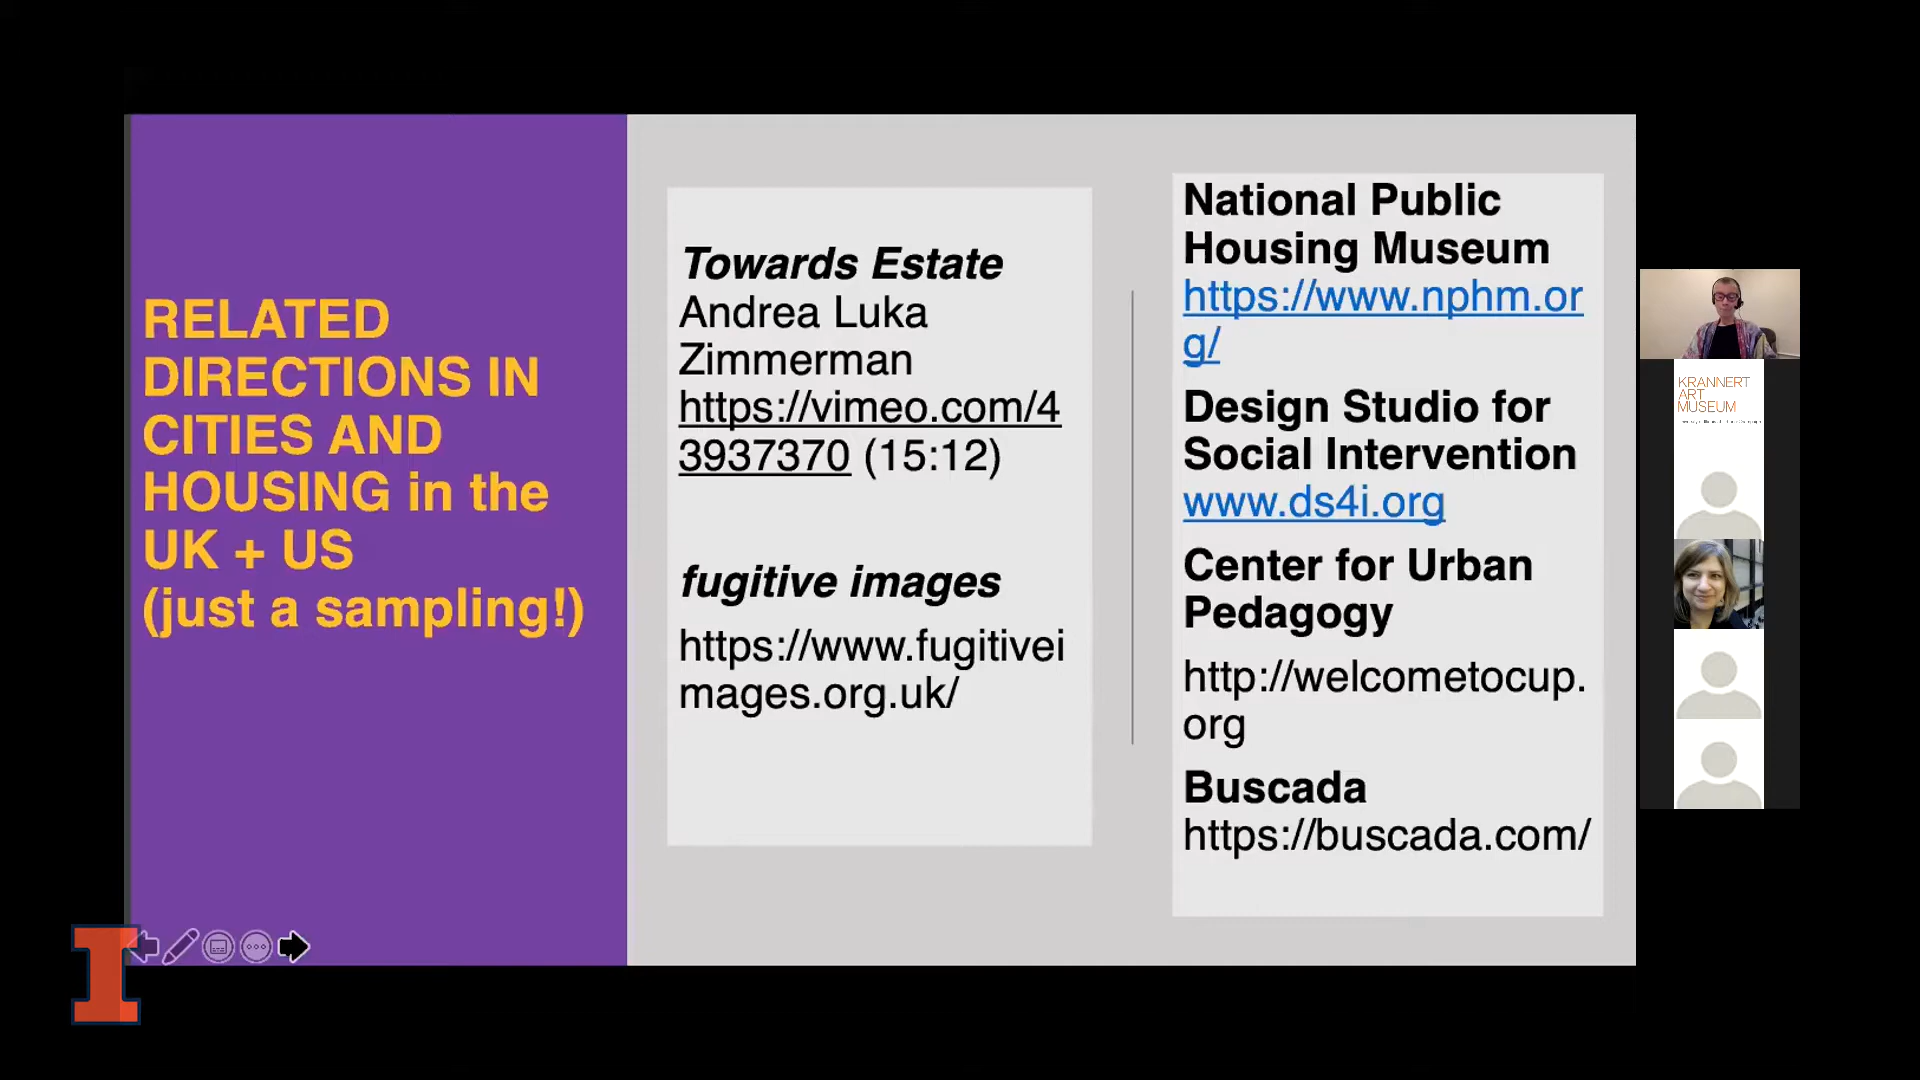 RELATED
DIRECTIONS IN
CITIES AND
HOUSING in the
UK + US
(just a sampling!)
Towards Estate
Andrea Luka
Zimmerman
https://vimeo.com/4
3937370 (15:12)
fugitive images
https://www.fugitivei
mages.org.uk/
National Public
Housing Museum
https://www.nphm.or
g/
Design Studio for
Social Intervention
www.ds4i.org
Center for Urban
Pedagogy
http://welcometocup.
org
Buscada
https://buscada.com/
KRANNERT
ART
MUSEUM
I